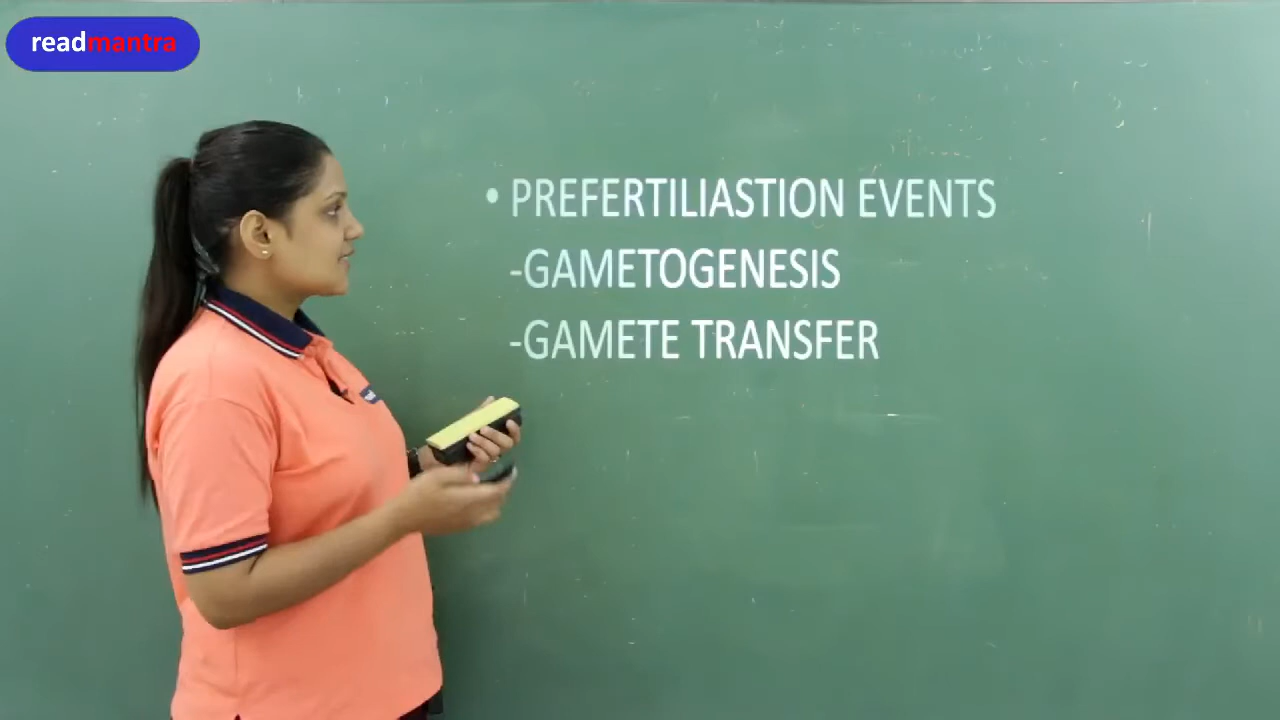 readmantra
• PREFERTILIASTION EVENTS
-GAMETOGENESIS
-GAMETE TRANSFER